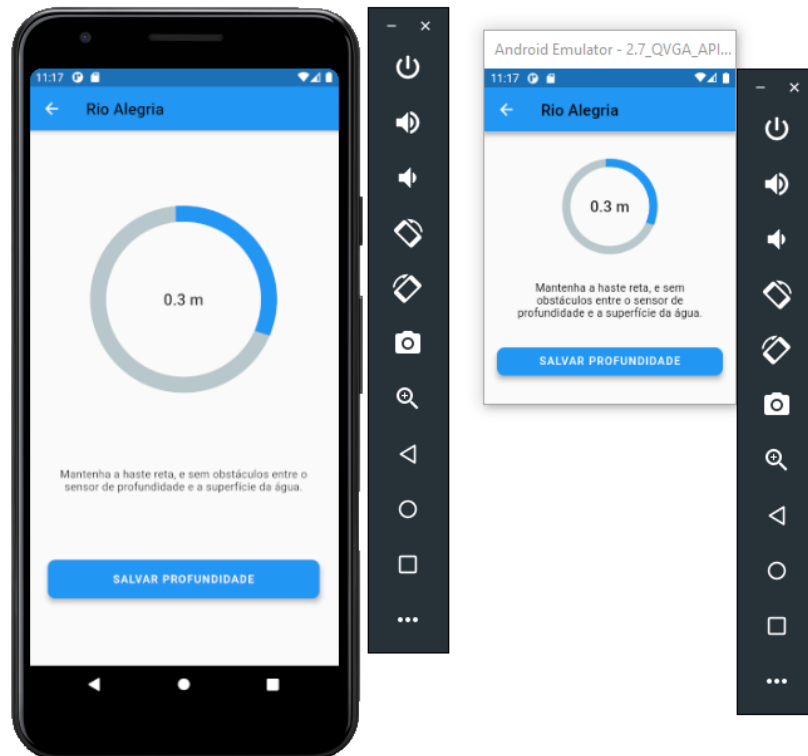 11:17
Rio Alegria
0.3 m
Mantenha a haste reta, e sem obstáculos entre o
sensor de profundidade e a superfície da água.
SALVAR PROFUNDIDADE
Android Emulator - 2.7_QVGA_API...
11:17
Rio Alegria
0.3 m
Mantenha a haste reta, e sem
obstáculos entre o sensor de
profundidade e a superfície da água.
SALVAR PROFUNDIDADE